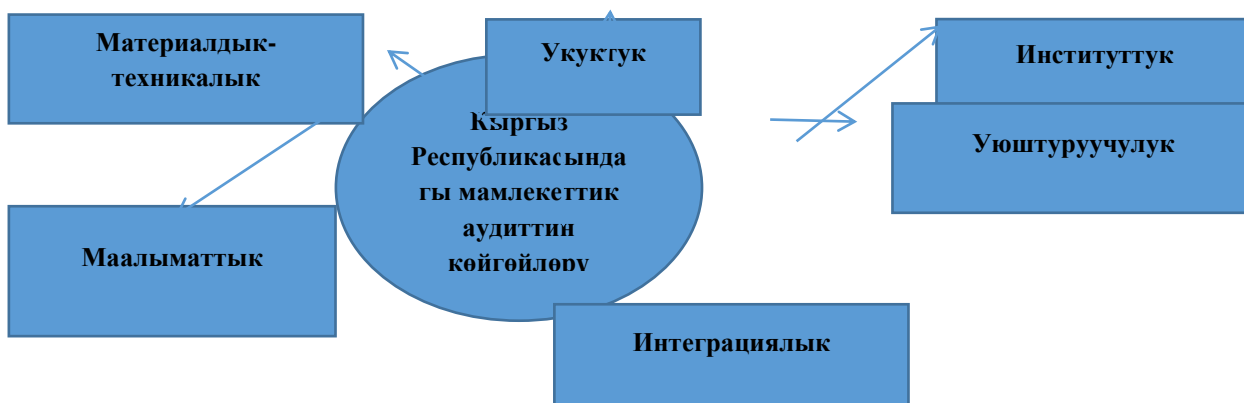 Материалдык-
техникалык
Укуктук
Институттук
Уюштуруучулук
Кыргыз
Республикасында
гы мамлекеттик
аудиттин
көйгөйлөрү
Маалыматтык
Интеграциялык